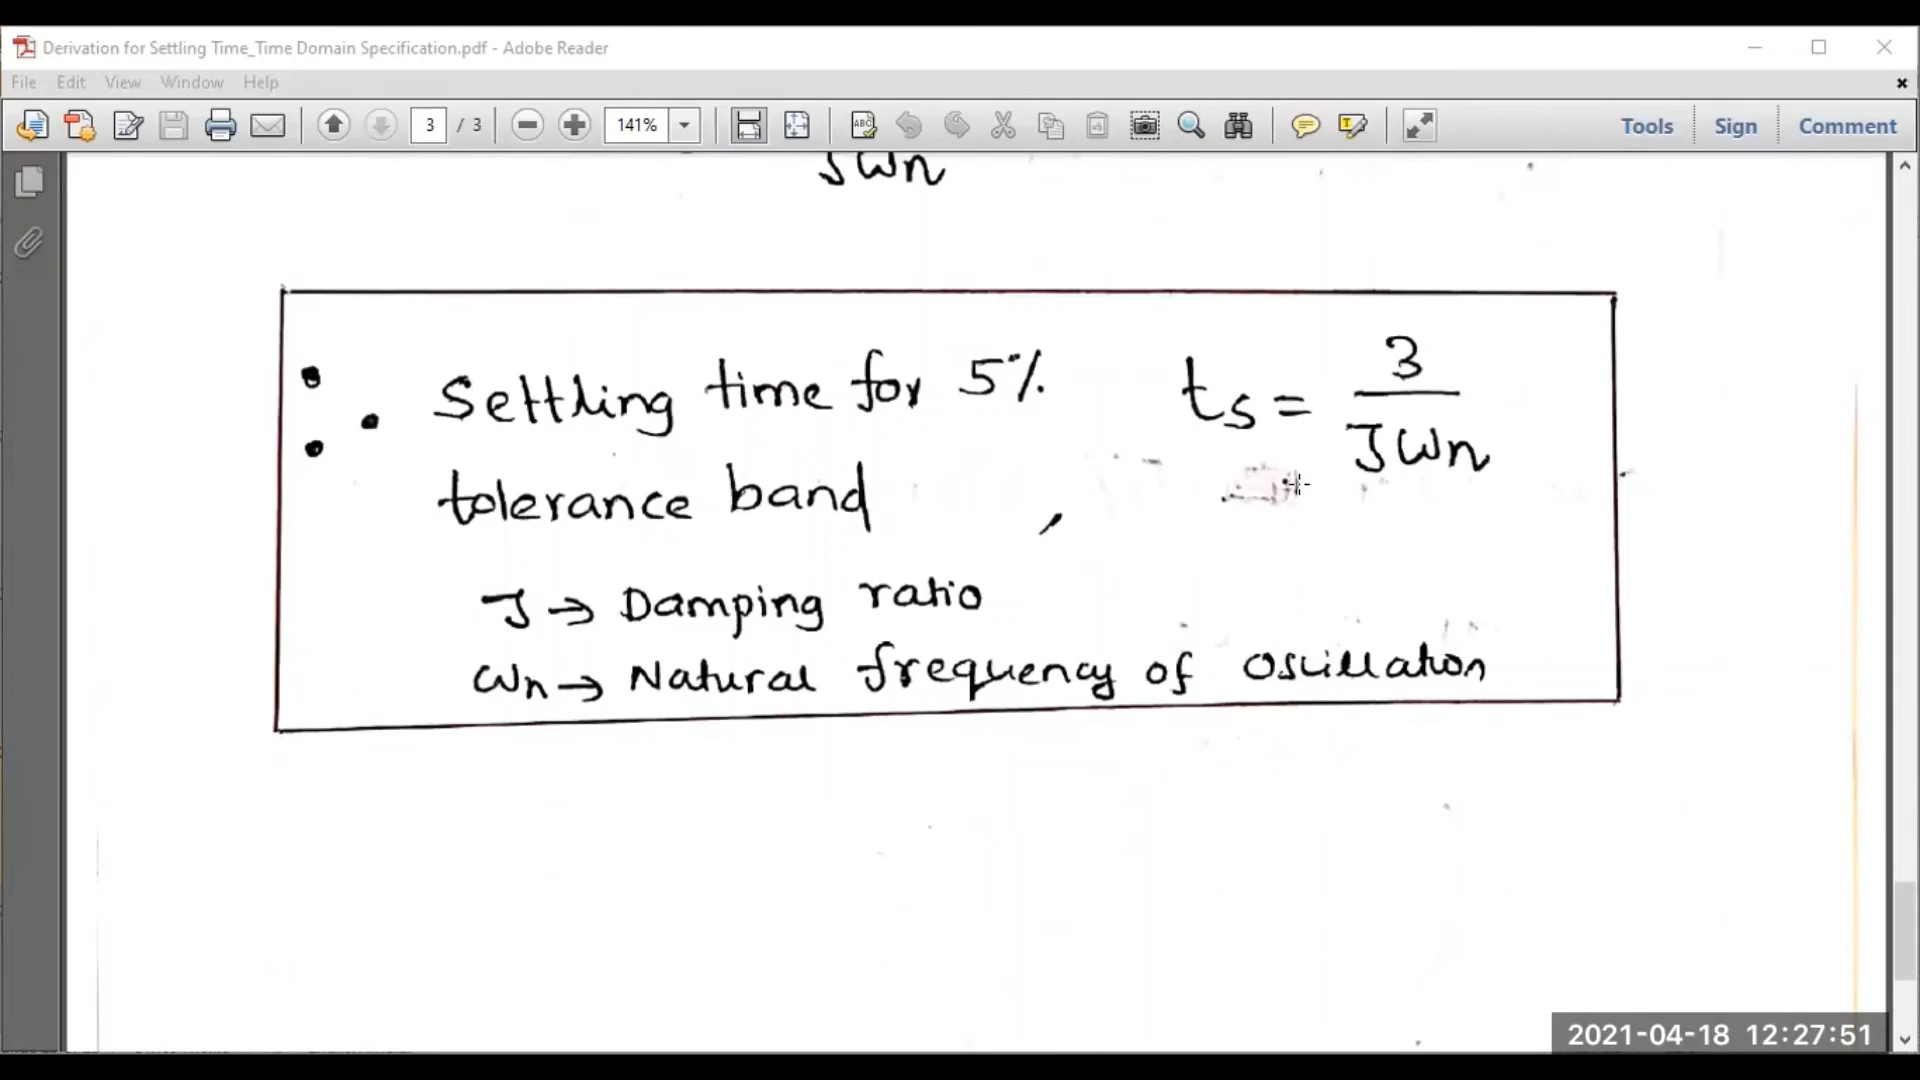 Derivation for Settling Time_Time Domain Specification.pdf - Adobe Reader
File Edit View Window Help
3 / 3 141% Tools Sign Comment
ζωn
∴ Settling time for 5% ts = 3
ζωn
tolerance band ,
ζ → Damping ratio
ωn → Natural frequency of oscillation
2021-04-18 12:27:51